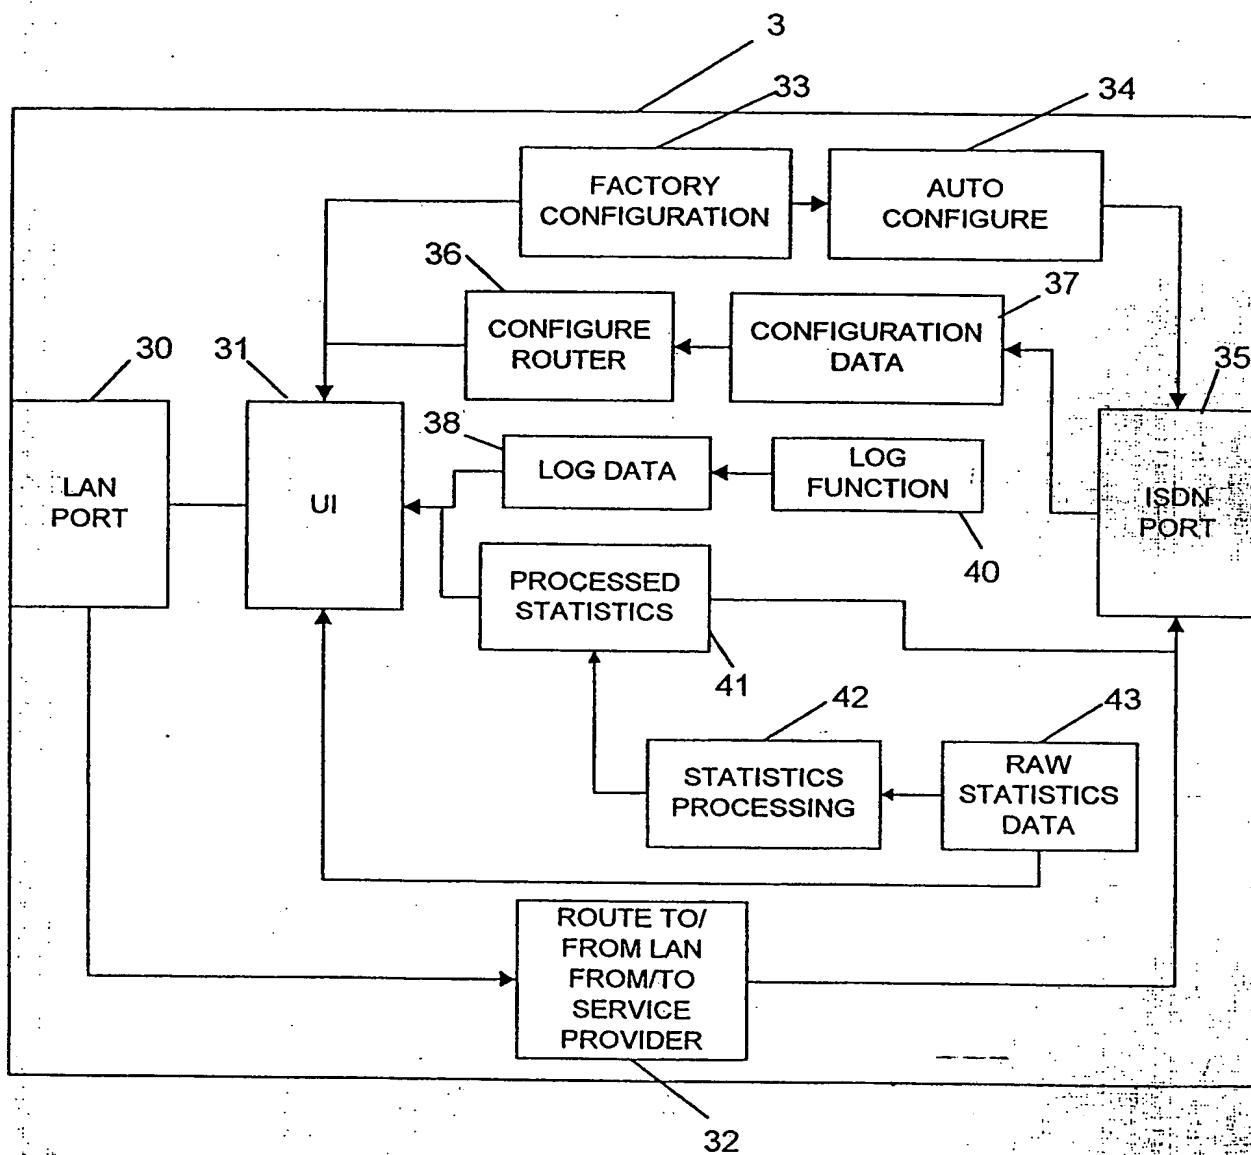 3
33
34
FACTORY
CONFIGURATION
AUTO
CONFIGURE
36
37
CONFIGURE
ROUTER
CONFIGURATION
DATA
30
31
35
38
LAN
PORT
UI
LOG DATA
LOG
FUNCTION
ISDN
PORT
40
PROCESSED
STATISTICS
41
42
43
STATISTICS
PROCESSING
RAW
STATISTICS
DATA
ROUTE TO/
FROM LAN
FROM/TO
SERVICE
PROVIDER
32